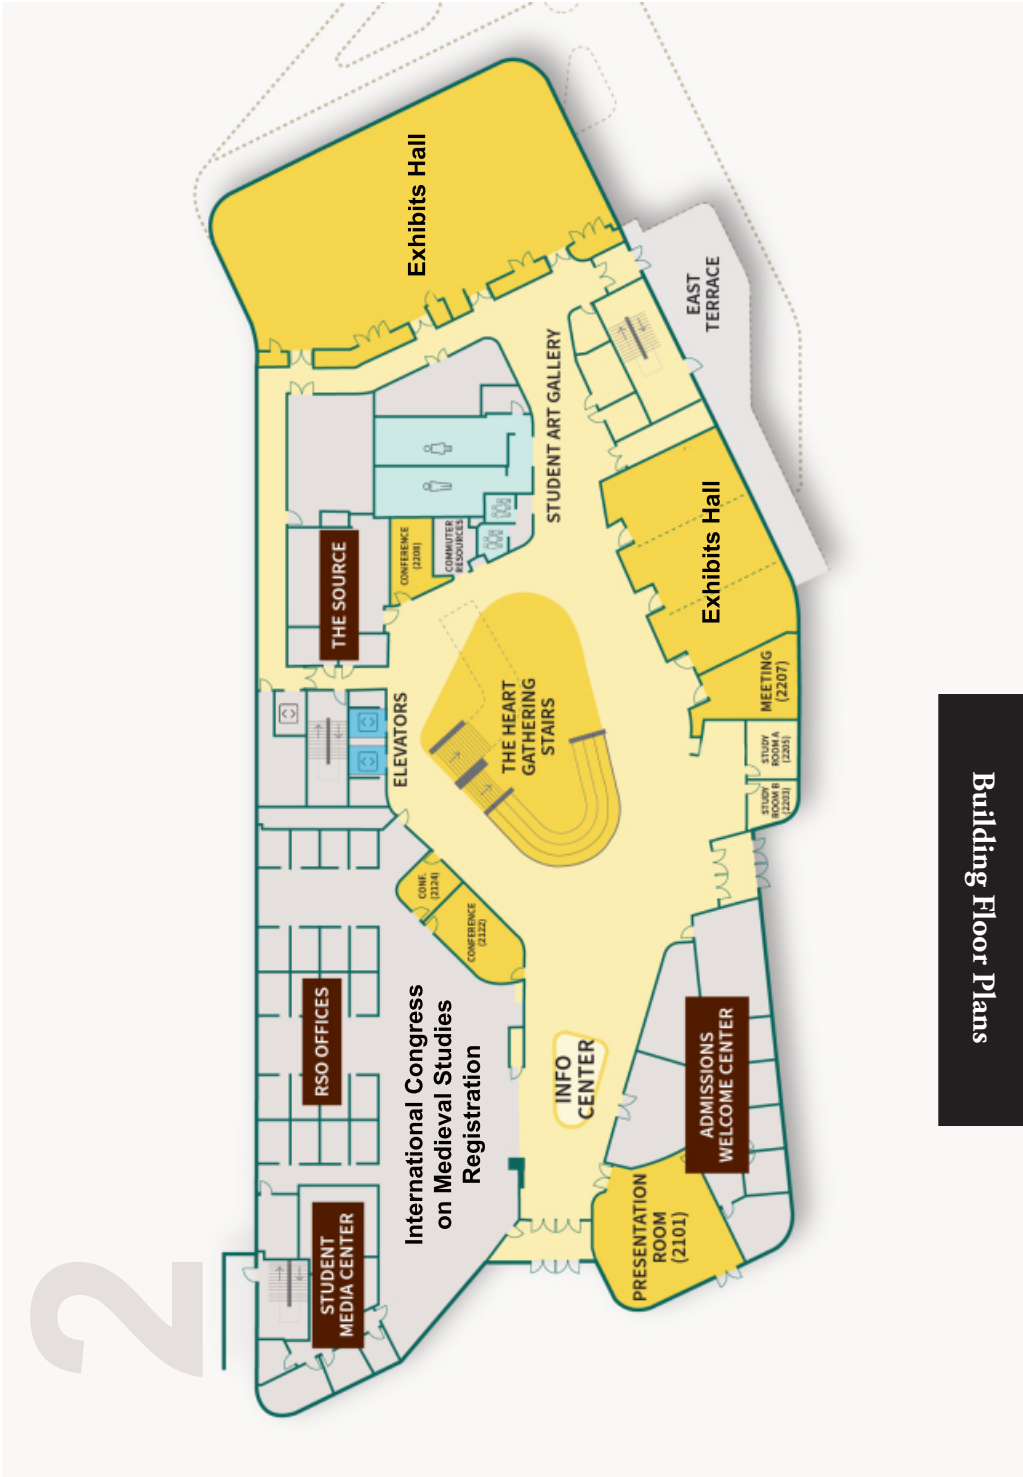 2
Exhibits Hall
EAST
TERRACE
STUDENT ART GALLERY
THE SOURCE
CONFERENCE
(2208)
COMMUTER
RESOURCES
Exhibits Hall
MEETING
(2207)
STUDY
ROOM A
(2205)
STUDY
ROOM B
(2203)
ELEVATORS
THE HEART
GATHERING
STAIRS
CONF.
(2124)
CONFERENCE
(2122)
RSO OFFICES
International Congress
on Medieval Studies
Registration
INFO
CENTER
ADMISSIONS
WELCOME CENTER
STUDENT
MEDIA CENTER
PRESENTATION
ROOM
(2101)
Building Floor Plans